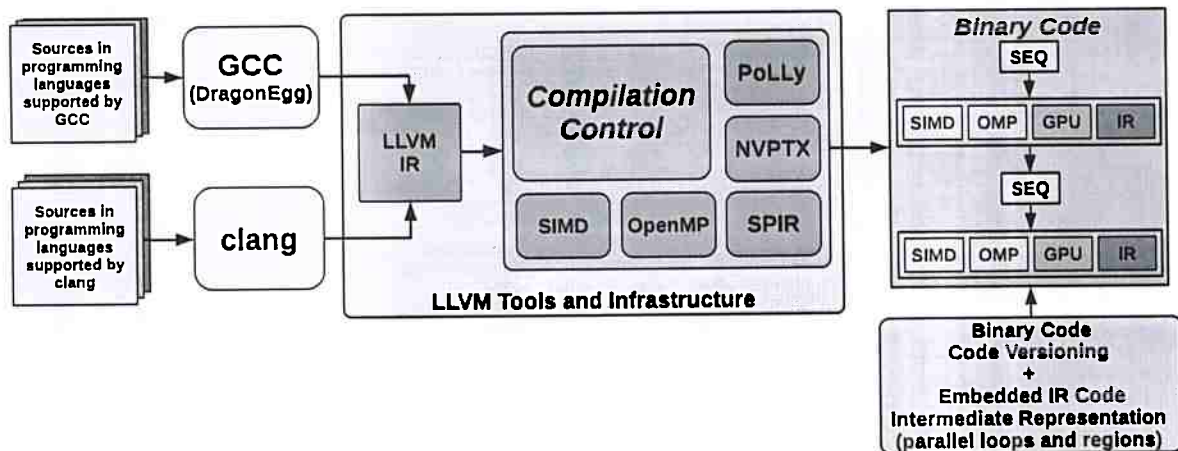 Sources in
programming
languages
supported by
GCC
GCC
(DragonEgg)
Sources in
programming
languages
supported by
clang
clang
LLVM
IR
Compilation
Control
PoLLy
NVPTX
SIMD
OpenMP
SPIR
LLVM Tools and Infrastructure
Binary Code
SEQ
SIMD OMP GPU IR
SEQ
SIMD OMP GPU IR
Binary Code
Code Versioning
+
Embedded IR Code
Intermediate Representation
(parallel loops and regions)